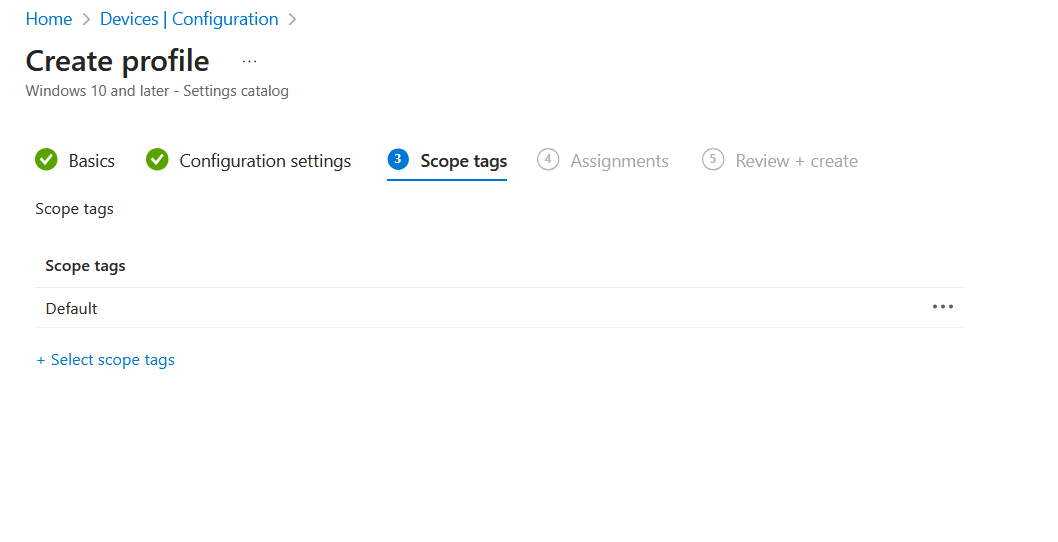 Home > Devices | Configuration >
Create profile ...
Windows 10 and later - Settings catalog
Basics Configuration settings 3 Scope tags 4 Assignments 5 Review + create
Scope tags
Scope tags
Default
+ Select scope tags